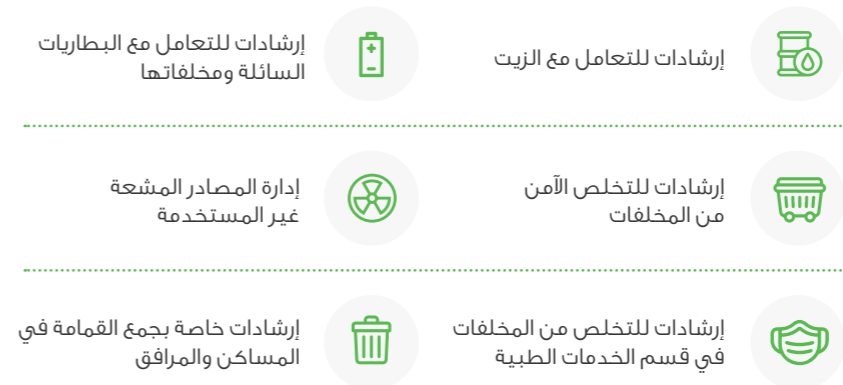 إرشادات للتعامل مع الزيت
إرشادات للتعامل مع البطاريات
السائلة ومخلفاتها
إرشادات للتخلص الآمن
من المخلفات
إدارة المصادر المشعة
غير المستخدمة
إرشادات للتخلص من المخلفات
في قسم الخدمات الطبية
إرشادات خاصة بجمع القمامة في
المساكن والمرافق